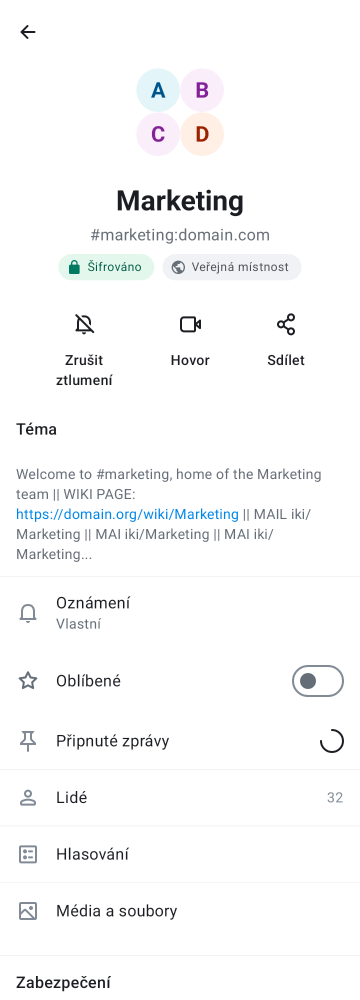 A B
C D
Marketing
#marketing:domain.com
Šifrováno Veřejná místnost
Zrušit ztlumení Hovor Sdílet
Téma
Welcome to #marketing, home of the Marketing
team || WIKI PAGE:
https://domain.org/wiki/Marketing || MAIL iki/
Marketing || MAI iki/Marketing || MAI iki/
Marketing...
Oznámení
Vlastní
Oblíbené
Připnuté zprávy
Lidé 32
Hlasování
Média a soubory
Zabezpečení